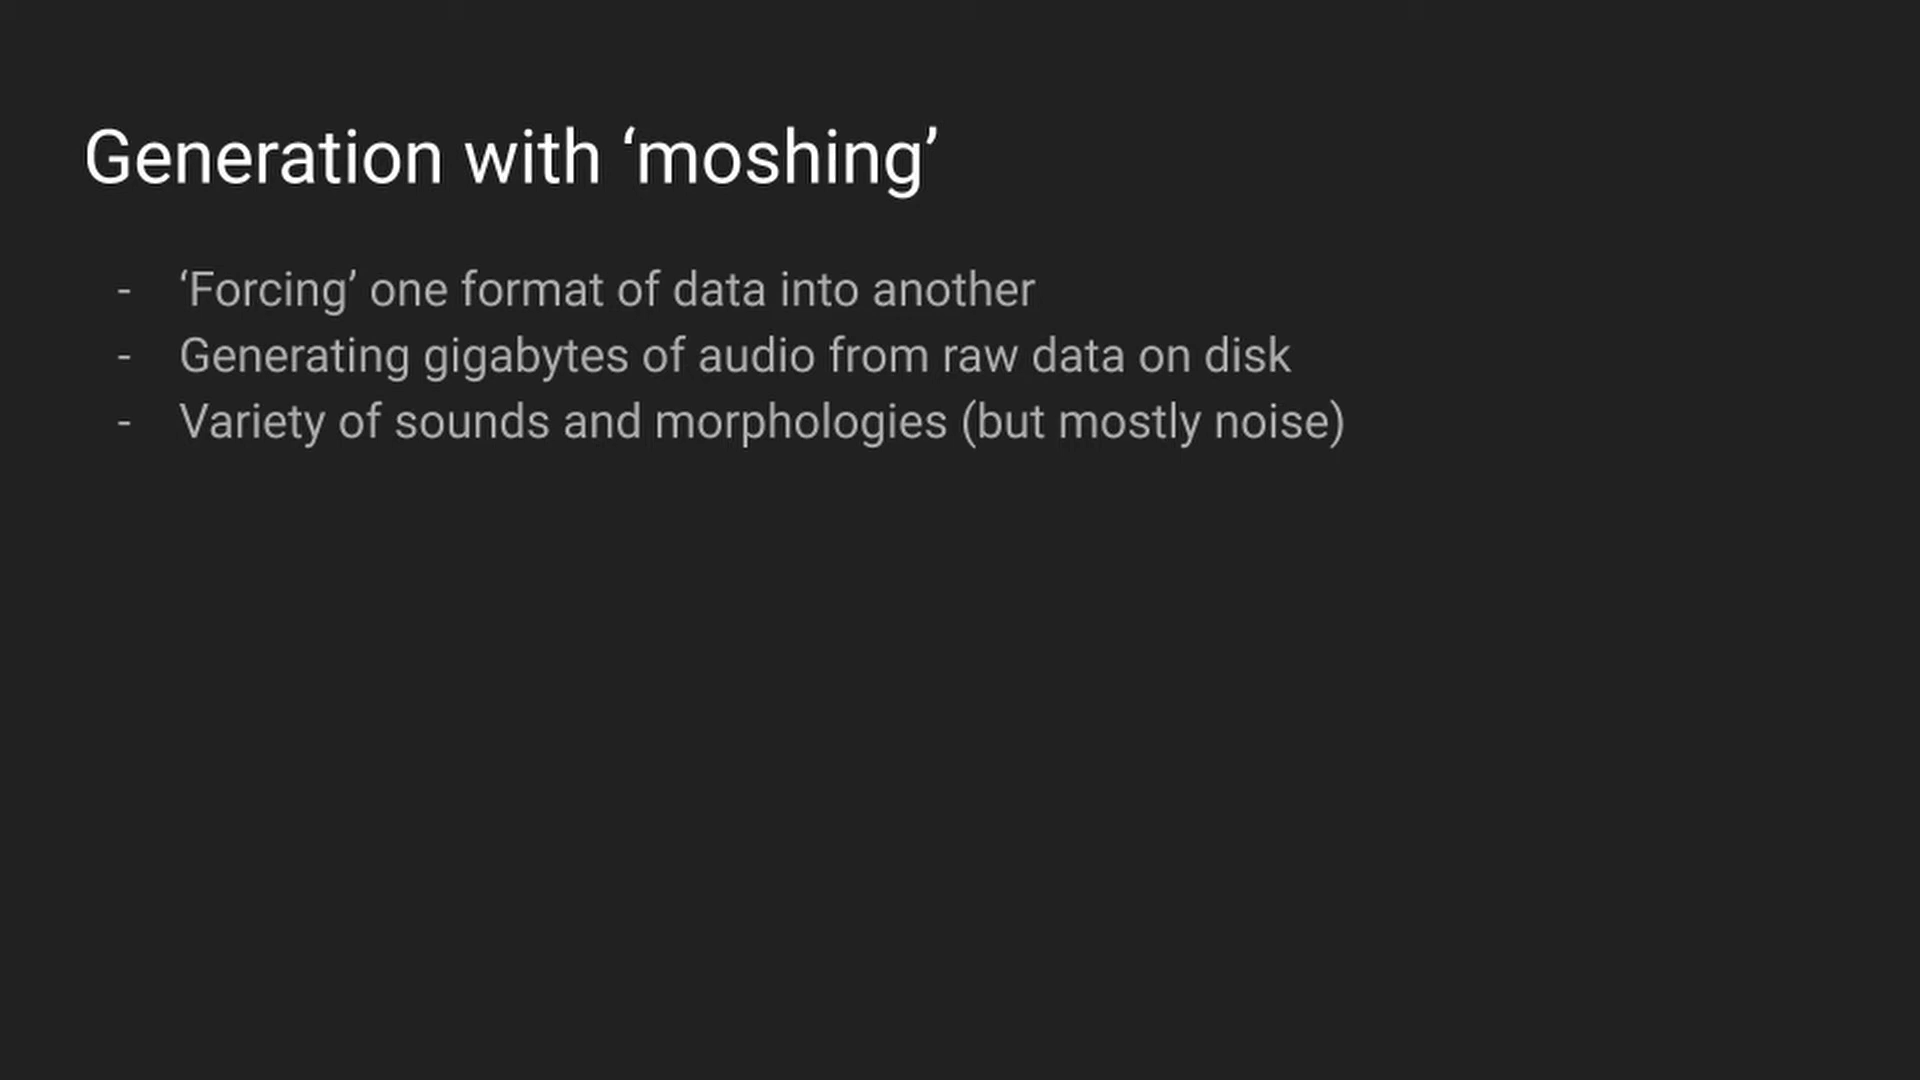 Generation with ‘moshing’
- ‘Forcing’ one format of data into another
- Generating gigabytes of audio from raw data on disk
- Variety of sounds and morphologies (but mostly noise)